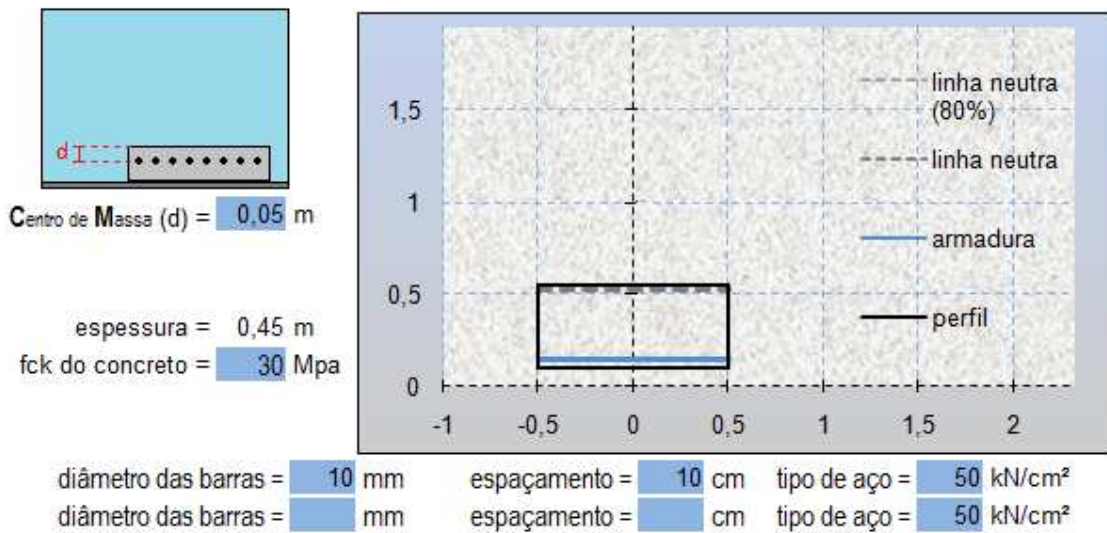 d
Centro de Massa (d) = 0,05 m
espessura = 0,45 m
fck do concreto = 30 Mpa
1,5
1
0,5
0
-1 -0,5 0 0,5 1 1,5 2
linha neutra
(80%)
linha neutra
armadura
perfil
diâmetro das barras = 10 mm espaçamento = 10 cm tipo de aço = 50 kN/cm²
diâmetro das barras = mm espaçamento = cm tipo de aço = 50 kN/cm²